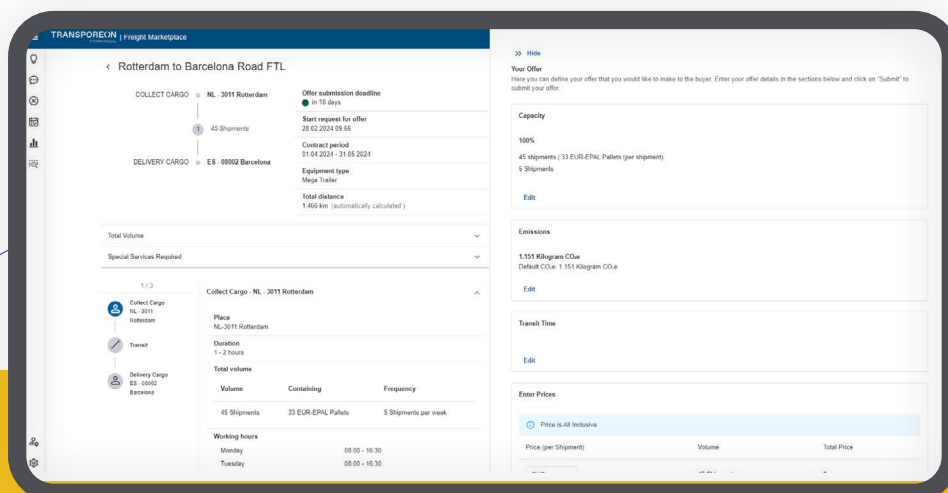 TRANSPOREON | Freight Marketplace
Rotterdam to Barcelona Road FTL
COLLECT CARGO NL - 3011 Rotterdam
1 45 Shipments
DELIVERY CARGO ES - 08002 Barcelona
Offer submission deadline
in 10 days
Start request for offer
28.02.2024 09:66
Contract period
01.04.2024 - 31.05.2024
Equipment type
Mega Trailer
Total distance
1.466 km (automatically calculated )
Total Volume
Special Services Required
1 / 3
Collect Cargo
NL - 3011
Rotterdam
Transit
Delivery Cargo
ES - 08002
Barcelona
Collect Cargo - NL - 3011 Rotterdam
Place
NL-3011 Rotterdam
Duration
1 - 2 hours
Total volume
Volume Containing Frequency
45 Shipments 33 EUR-EPAL Pallets 5 Shipments per week
Working hours
Monday 08:00 - 16:30
Tuesday 08:00 - 16:30
Hide
Your Offer
Here you can define your offer that you would like to make to the buyer. Enter your offer details in the sections below and click on "Submit" to
submit your offer.
Capacity
100%
45 shipments | 33 EUR-EPAL Pallets (per shipment)
5 Shipments
Edit
Emissions
1.151 Kilogram CO₂e
Default CO₂e: 1.151 Kilogram CO₂e
Edit
Transit Time
Edit
Enter Prices
Price is All Inclusive
Price (per Shipment) Volume Total Price